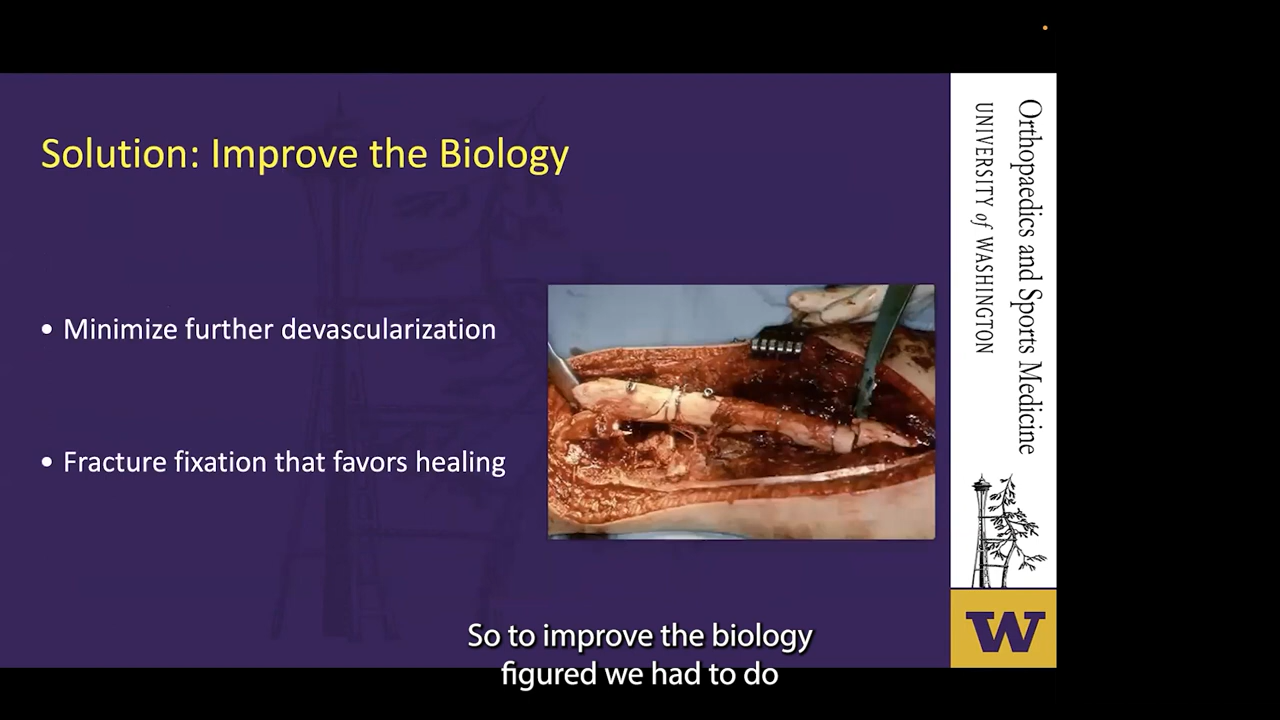 Solution: Improve the Biology
• Minimize further devascularization
• Fracture fixation that favors healing
Orthopaedics and Sports Medicine
UNIVERSITY of WASHINGTON
W
So to improve the biology
figured we had to do